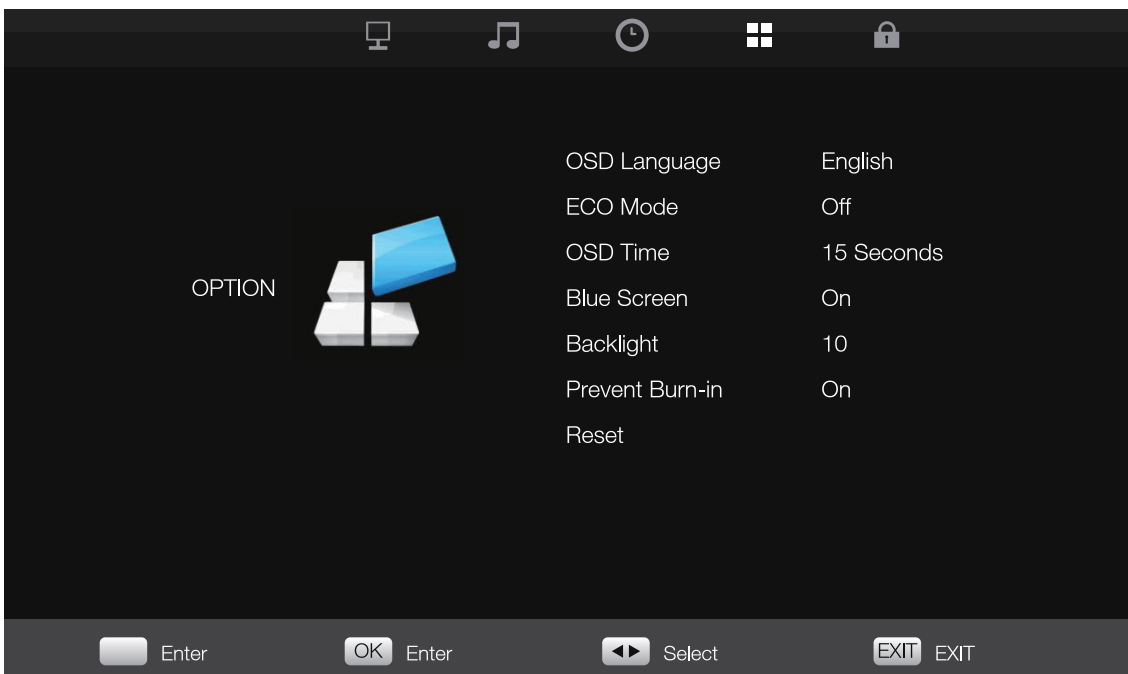 OPTION
OSD Language English
ECO Mode Off
OSD Time 15 Seconds
Blue Screen On
Backlight 10
Prevent Burn-in On
Reset
Enter OK Enter Select EXIT EXIT